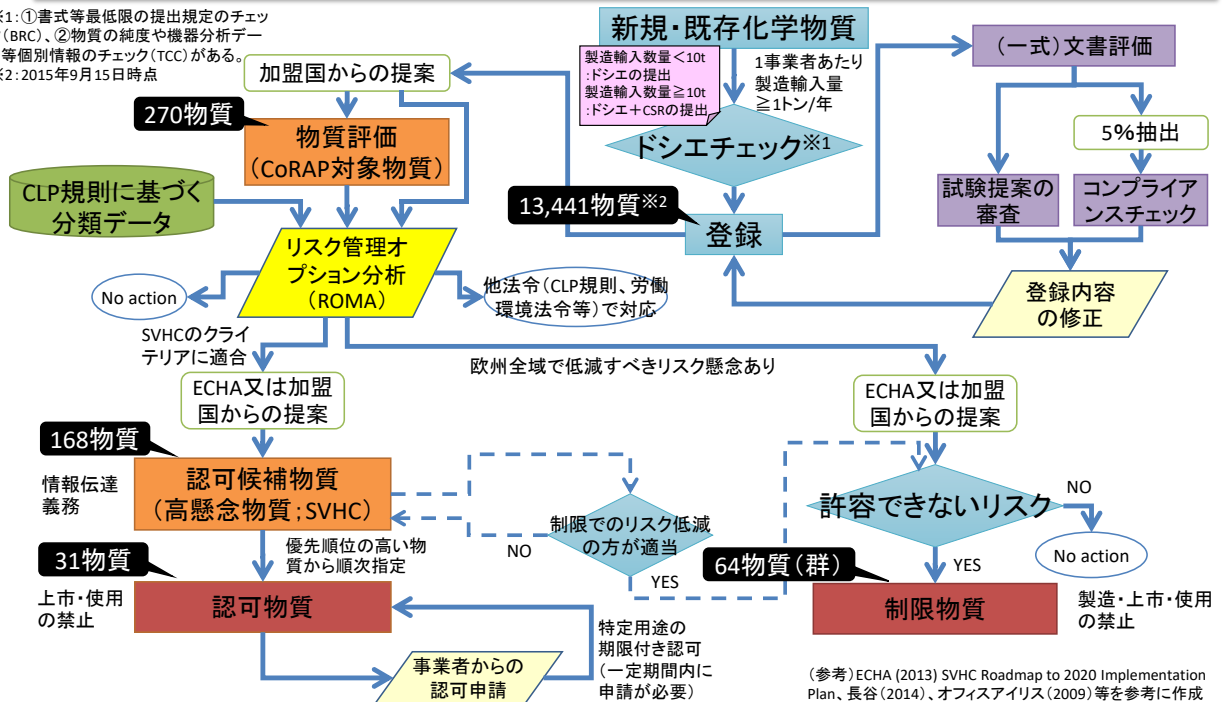 ※1:①書式等最低限の提出規定のチェッ
(BRC)、②物質の純度や機器分析デー
等個別情報のチェック(TCC)がある。
※2:2015年9月15日時点
新規・既存化学物質
製造輸入数量<10t
:ドシエの提出
製造輸入数量≧10t
:ドシエ+CSRの提出
1事業者あたり
製造輸入量
≧1トン/年
ドシエチェック※1
13,441物質※2
登録
(一式)文書評価
5%抽出
試験提案の
審査
コンプライア
ンスチェック
登録内容
の修正
加盟国からの提案
270物質
物質評価
(CoRAP対象物質)
CLP規則に基づく
分類データ
リスク管理オ
プション分析
(ROMA)
No action
他法令(CLP規則、労働
環境法令等)で対応
SVHCのクライ
テリアに適合
欧州全域で低減すべきリスク懸念あり
ECHA又は加盟
国からの提案
168物質
情報伝達
義務
認可候補物質
(高懸念物質;SVHC)
優先順位の高い物
質から順次指定
31物質
上市・使用
の禁止
認可物質
事業者からの
認可申請
特定用途の
期限付き認可
(一定期間内に
申請が必要)
制限でのリスク低減
の方が適当
NO
YES
ECHA又は加盟
国からの提案
許容できないリスク
NO
No action
YES
64物質(群)
制限物質
製造・上市・使用
の禁止
(参考)ECHA (2013) SVHC Roadmap to 2020 Implementation
Plan、長谷(2014)、オフィスアイリス(2009)等を参考に作成